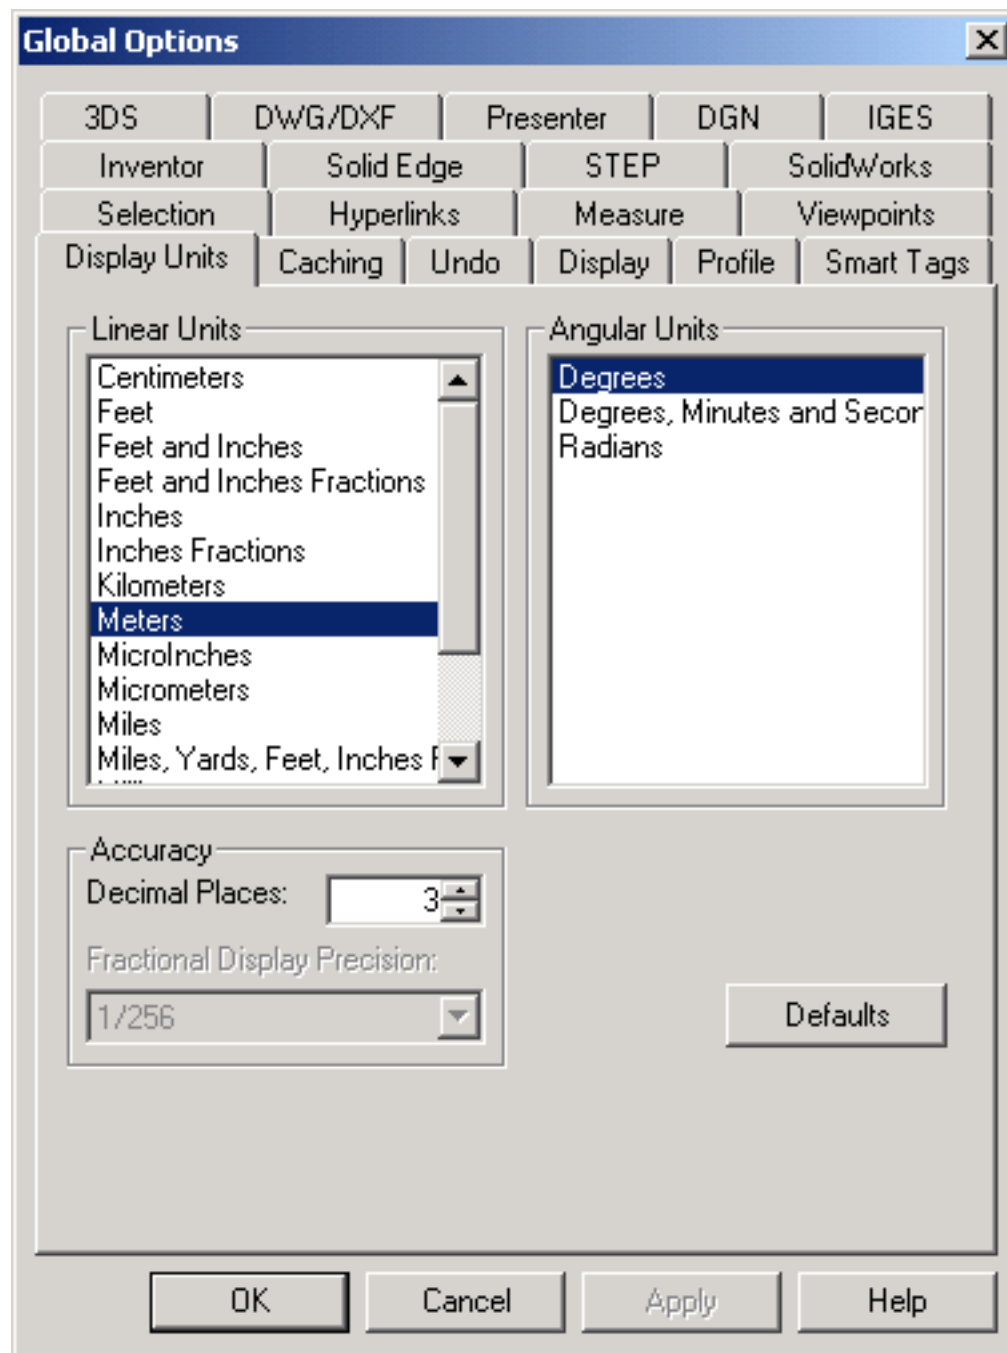 Global Options
3DS DWG/DXF Presenter DGN IGES
Inventor Solid Edge STEP SolidWorks
Selection Hyperlinks Measure Viewpoints
Display Units Caching Undo Display Profile Smart Tags
Linear Units
Centimeters
Feet
Feet and Inches
Feet and Inches Fractions
Inches
Inches Fractions
Kilometers
Meters
MicroInches
Micrometers
Miles
Miles, Yards, Feet, Inches
Angular Units
Degrees
Degrees, Minutes and Secon
Radians
Accuracy
Decimal Places: 3
Fractional Display Precision:
1/256
Defaults
OK Cancel Apply Help